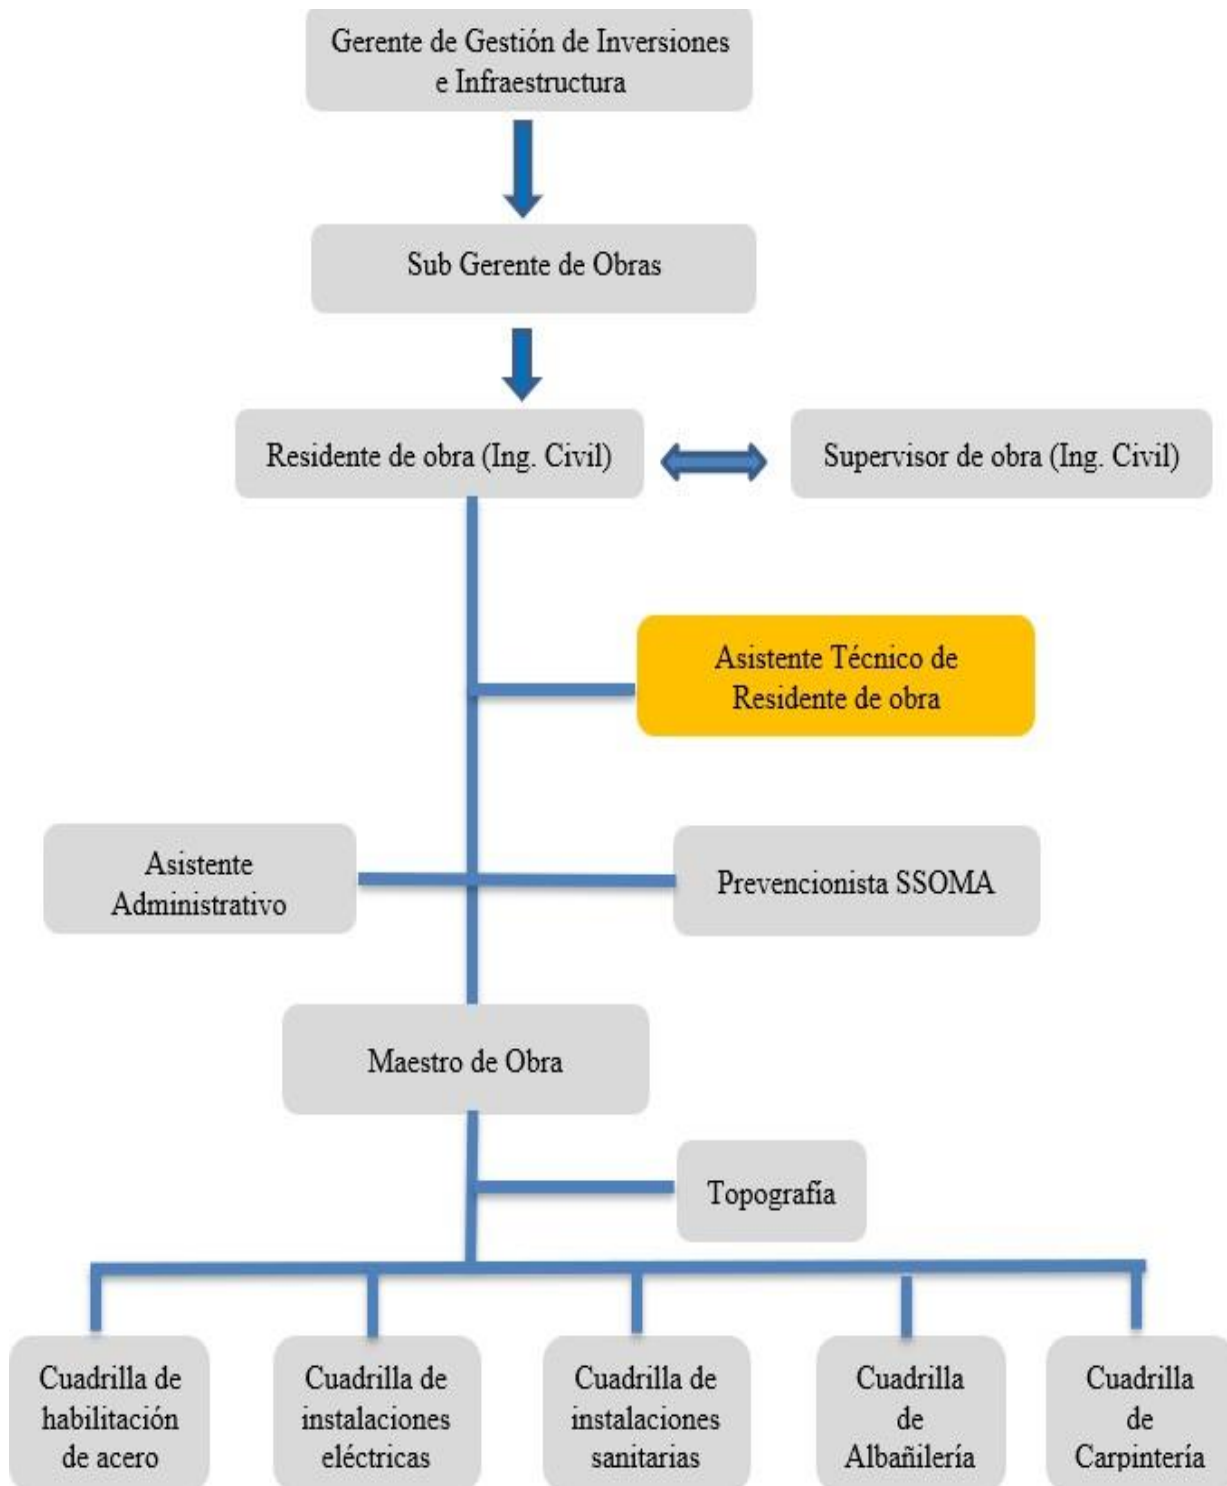 Gerente de Gestión de Inversiones
e Infraestructura
Sub Gerente de Obras
Residente de obra (Ing. Civil)
Supervisor de obra (Ing. Civil)
Asistente Técnico de
Residente de obra
Asistente
Administrativo
Prevencionista SSOMA
Maestro de Obra
Topografía
Cuadrilla de
habilitación
de acero
Cuadrilla de
instalaciones
eléctricas
Cuadrilla de
instalaciones
sanitarias
Cuadrilla
de
Albañilería
Cuadrilla
de
Carpintería